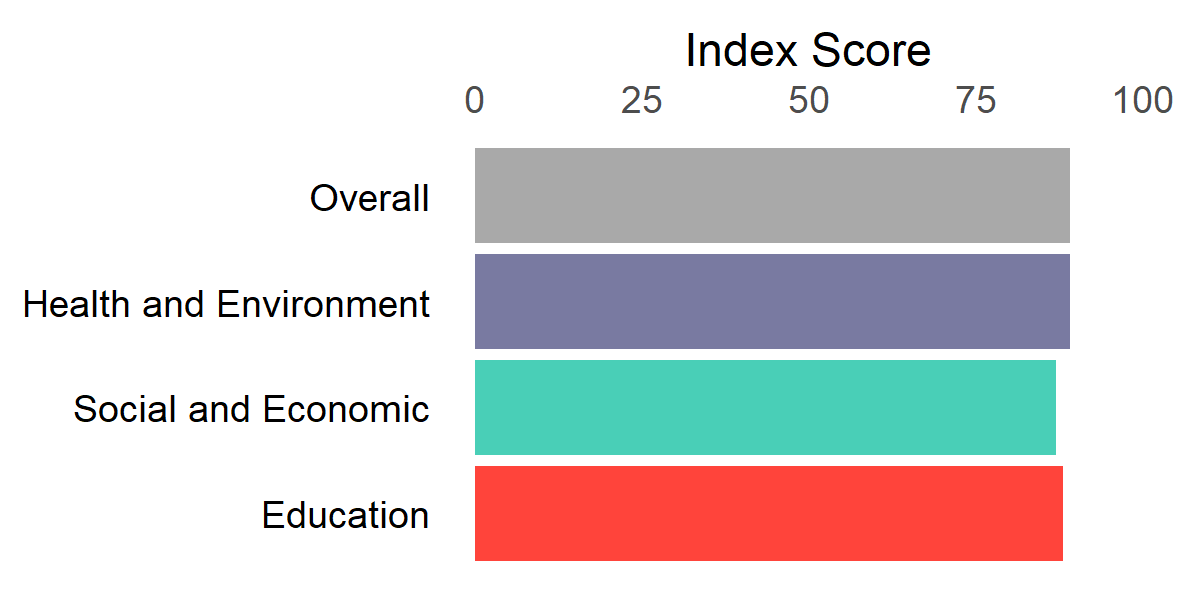 Index Score
0 25 50 75 100
Overall
Health and Environment
Social and Economic
Education